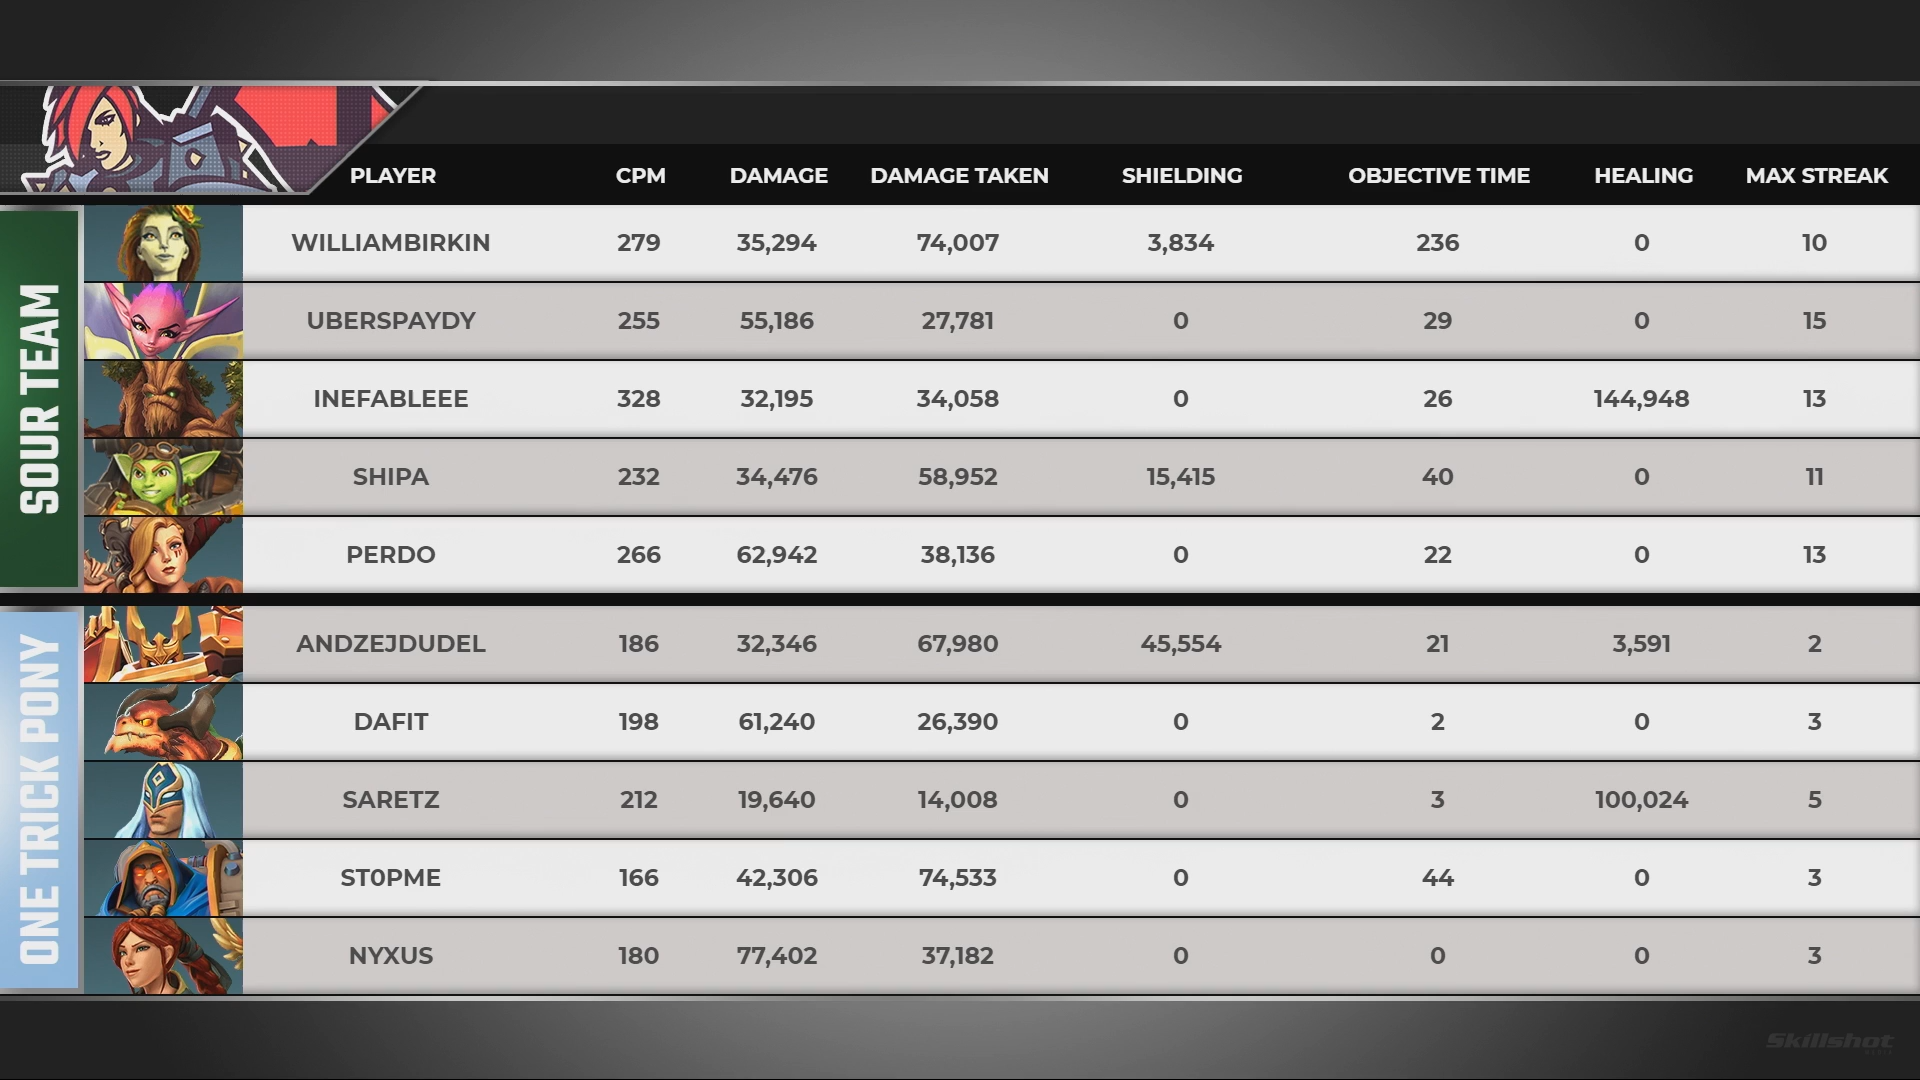 PLAYER CPM DAMAGE DAMAGE TAKEN SHIELDING OBJECTIVE TIME HEALING MAX STREAK
SOUR TEAM
WILLIAMBIRKIN 279 35,294 74,007 3,834 236 0 10
UBERSPAYDY 255 55,186 27,781 0 29 0 15
INEFABLEEE 328 32,195 34,058 0 26 144,948 13
SHIPA 232 34,476 58,952 15,415 40 0 11
PERDO 266 62,942 38,136 0 22 0 13
ONE TRICK PONY
ANDZEJDUDEL 186 32,346 67,980 45,554 21 3,591 2
DAFIT 198 61,240 26,390 0 2 0 3
SARETZ 212 19,640 14,008 0 3 100,024 5
ST0PME 166 42,306 74,533 0 44 0 3
NYXUS 180 77,402 37,182 0 0 0 3
Skillshot